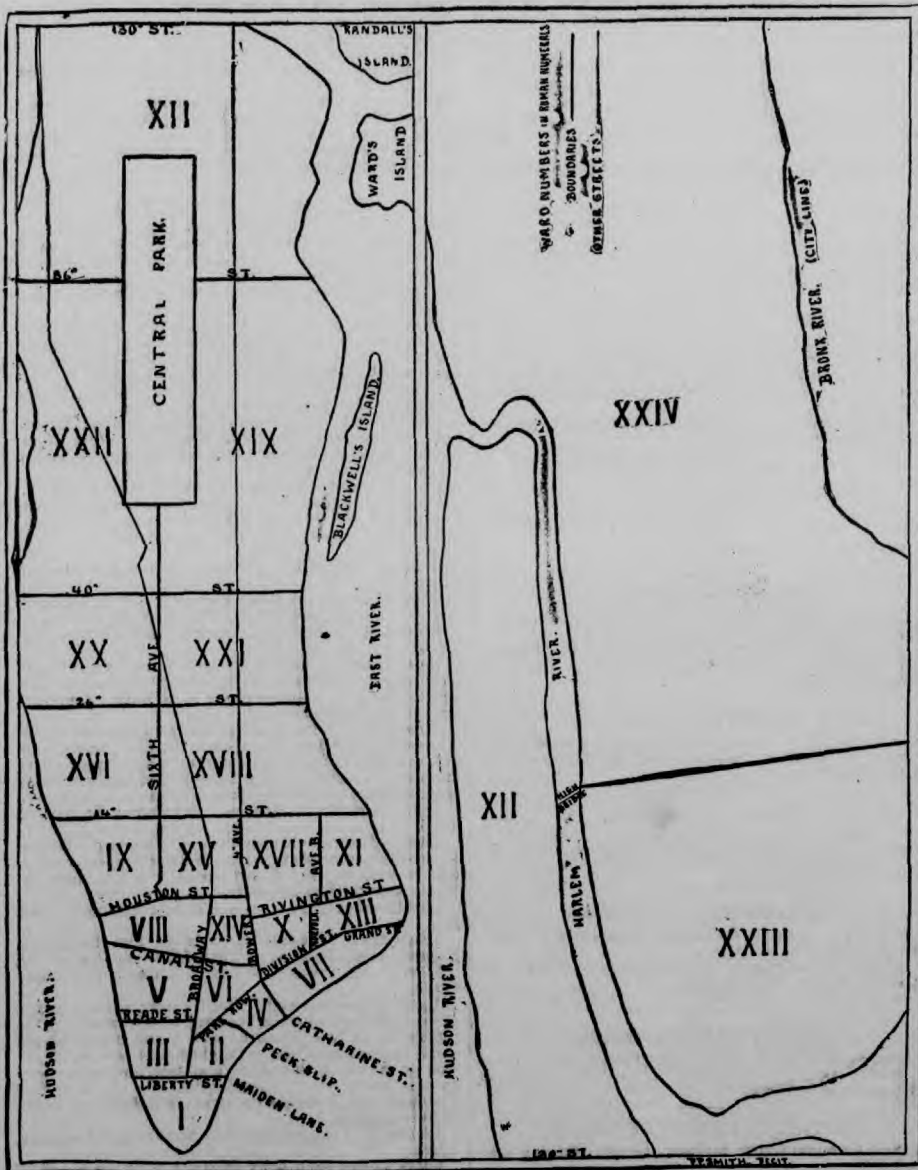 130" ST.
RANDALL'S
ISLAND.
XII
WARD'S
ISLAND
CENTRAL PARK.
86" ST.
XXII
XIX
BLACKWELL'S ISLAND.
40" ST.
XX
SIXTH AVE
XXI
EAST RIVER.
ST.
XVI
XVIII
14" ST.
IX
XV
4" AVE.
XVII
AVE B.
XI
HOUSTON ST.
RIVINGTON ST
VIII
BROADWAY
XIV
BOWERY
X
XIII
CANAL ST.
DIVISION ST.
GRAND ST.
V
VI
VII
READE ST.
PARK ROW.
IV
CATHARINE ST.
III
II
PECK SLIP.
LIBERTY ST.
MAIDEN LANE.
I
HUDSON RIVER.
WARD NUMBERS IN ROMAN NUMERALS
BOUNDARIES
OTHER STREETS
BRONX RIVER. (CITY LINE)
XXIV
HARLEM RIVER.
HIGH
BRIDGE
XII
XXIII
HUDSON RIVER.
130" ST.